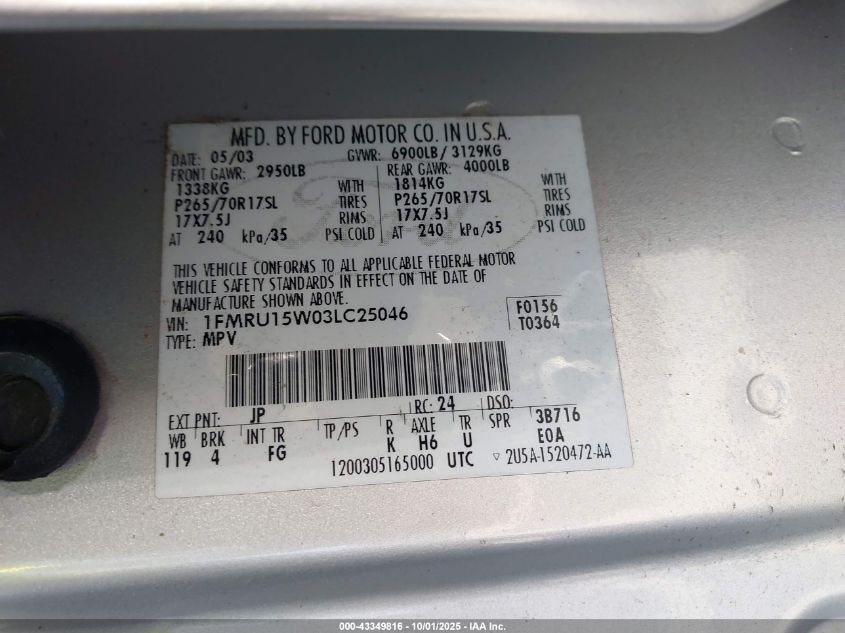 MFD. BY FORD MOTOR CO. IN U.S.A.
DATE: 05/03 GVWR: 6900LB / 3129KG
FRONT GAWR: 2950LB REAR GAWR: 4000LB
1338KG WITH 1814KG WITH
P265/70R17SL TIRES P265/70R17SL TIRES
17X7.5J RIMS 17X7.5J RIMS
AT 240 kPa/35 PSI COLD AT 240 kPa/35 PSI COLD
Ford
THIS VEHICLE CONFORMS TO ALL APPLICABLE FEDERAL MOTOR
VEHICLE SAFETY STANDARDS IN EFFECT ON THE DATE OF
MANUFACTURE SHOWN ABOVE.
VIN: 1FMRU15W03LC25046 F0156
TYPE: MPV T0364
EXT PNT: JP RC: 24 DSO:
WB BRK INT TR TP/PS R AXLE TR SPR 3B716
119 4 FG K H6 U E0A
1200305165000 UTC ▽ 2U5A-1520472-AA
000-43349816 - 10/01/2025 - IAA Inc.